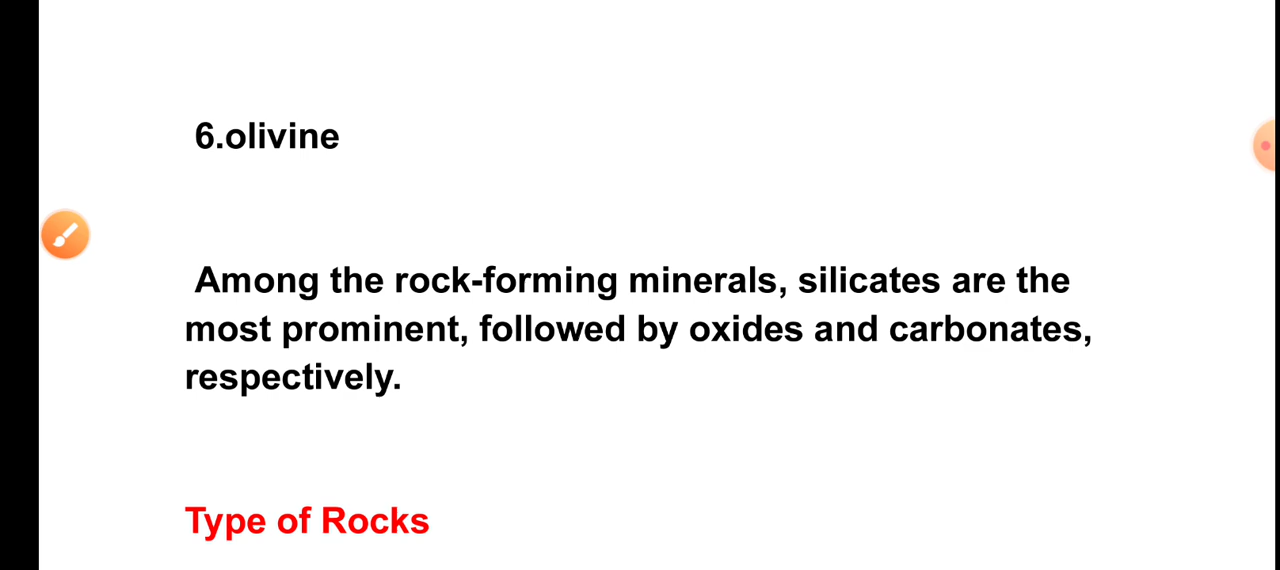 6.olivine
Among the rock-forming minerals, silicates are the
most prominent, followed by oxides and carbonates,
respectively.
Type of Rocks